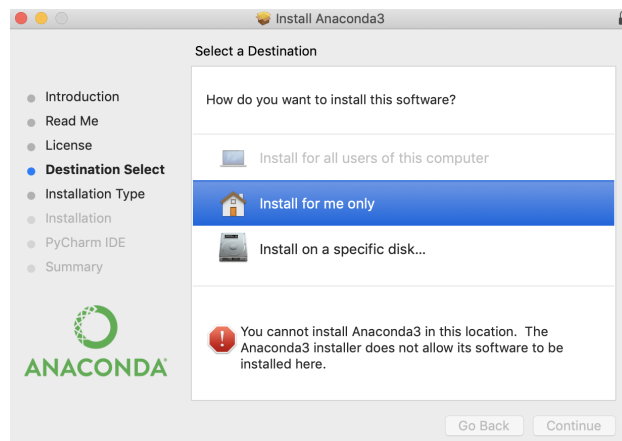 Install Anaconda3
Select a Destination
Introduction
Read Me
License
Destination Select
Installation Type
Installation
PyCharm IDE
Summary
ANACONDA
How do you want to install this software?
Install for all users of this computer
Install for me only
Install on a specific disk...
You cannot install Anaconda3 in this location.  The
Anaconda3 installer does not allow its software to be
installed here.
Go Back
Continue